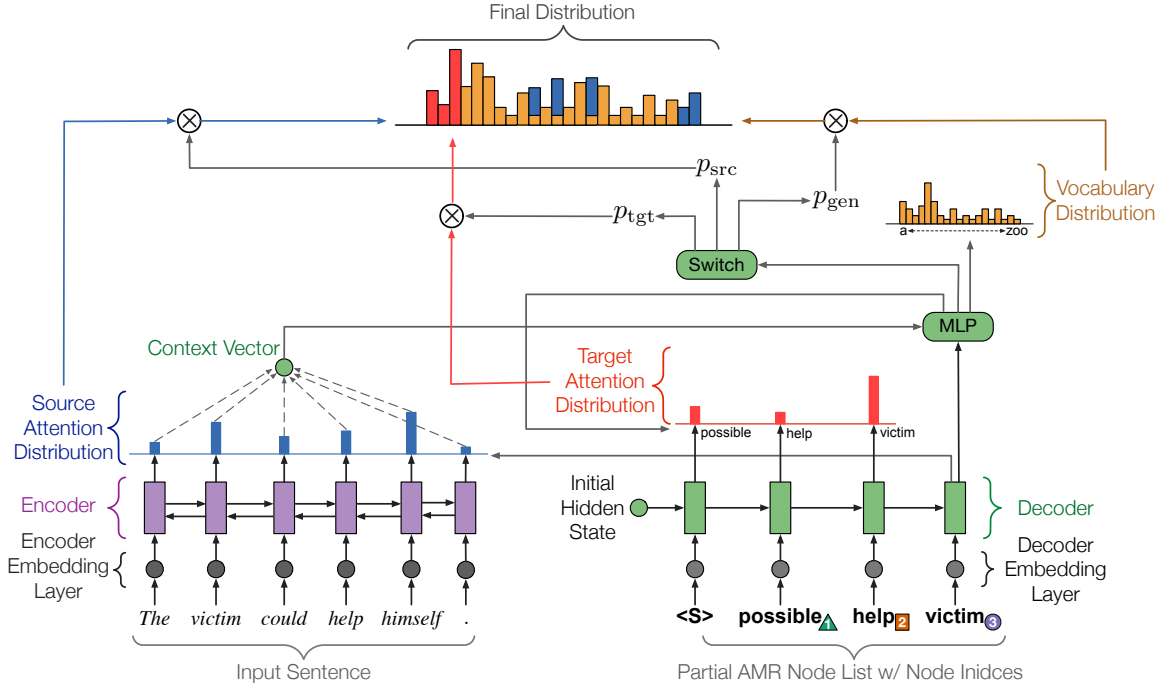 Final Distribution
p_src
p_tgt
p_gen
Vocabulary
Distribution
a
zoo
Switch
MLP
Context Vector
Target
Attention
Distribution
Source
Attention
Distribution
possible
help
victim
Encoder
Initial
Hidden
State
Decoder
Encoder
Embedding
Layer
Decoder
Embedding
Layer
The victim could help himself .
<S> possible 1 help 2 victim 3
Input Sentence
Partial AMR Node List w/ Node Inidces